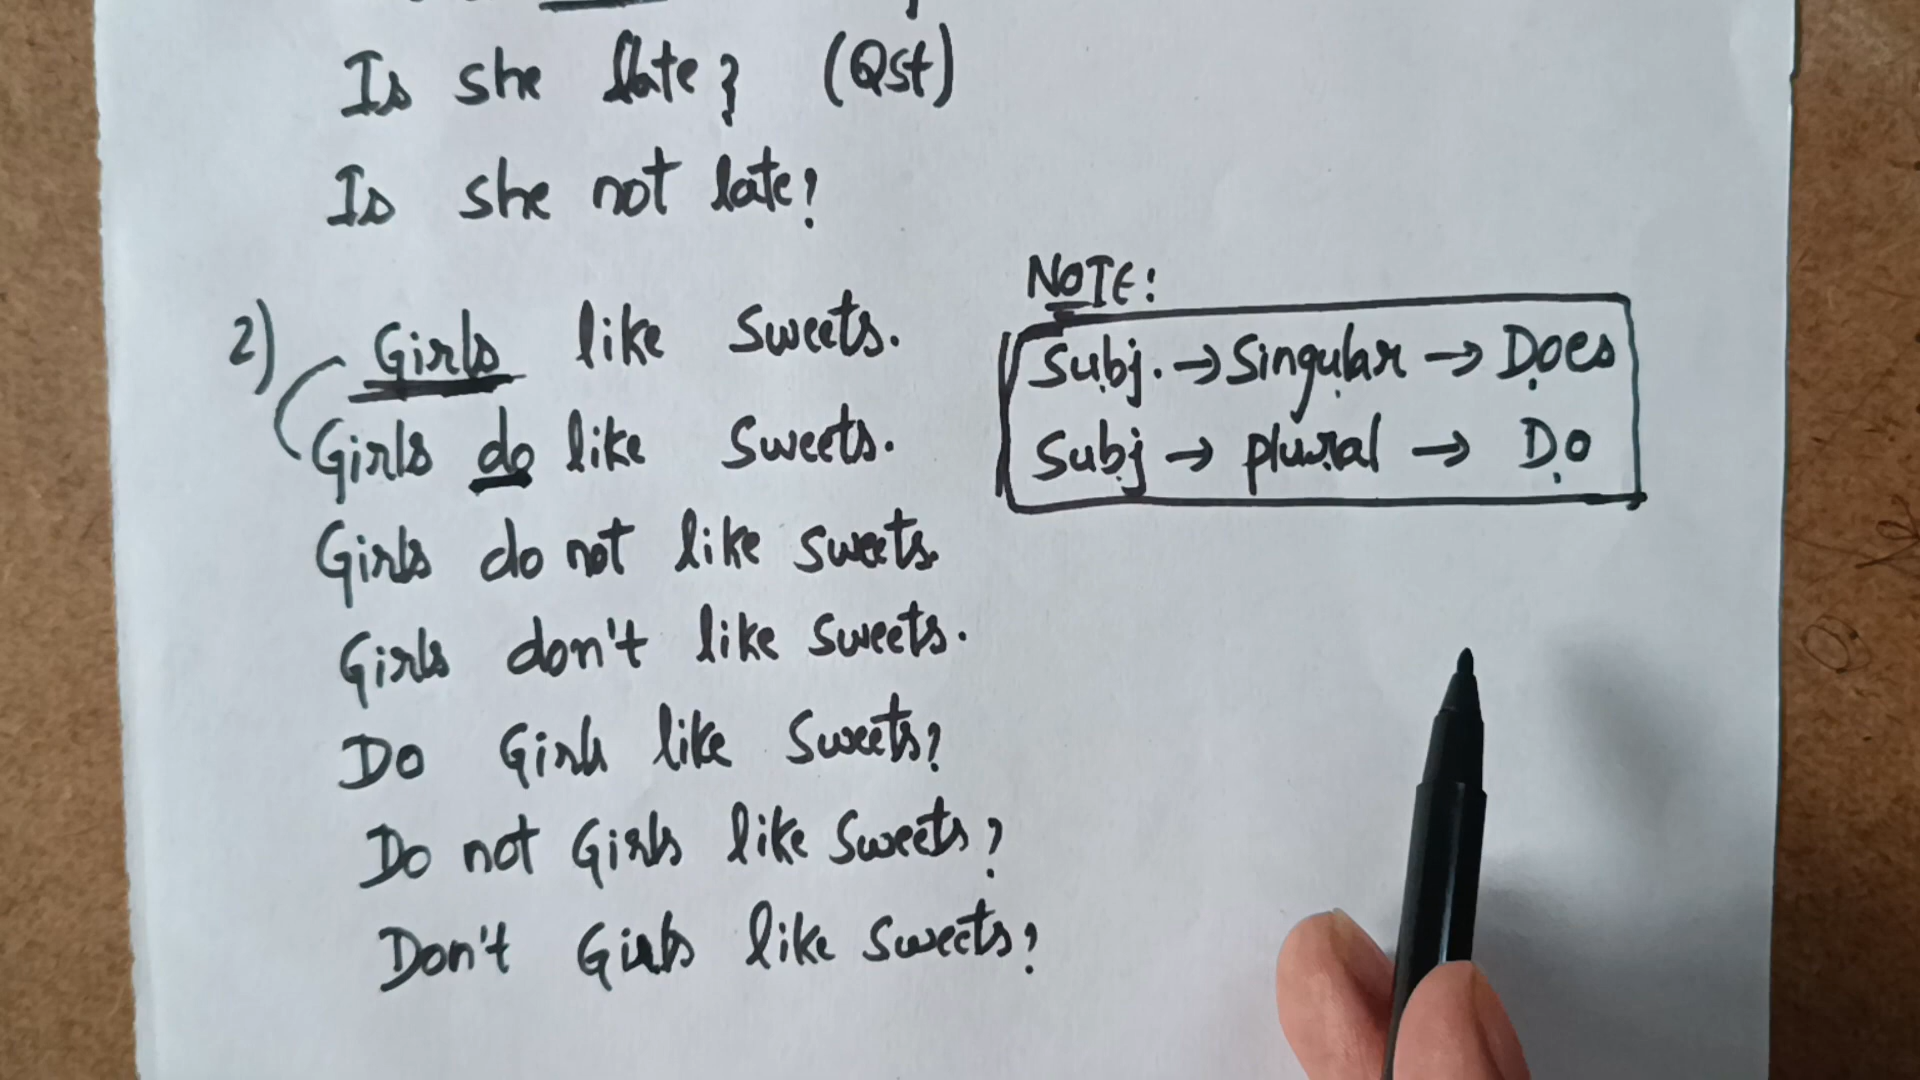 Is she late? (Qst)
Is she not late?
2) Girls like Sweets.
Girls do like Sweets.
Girls do not like sweets.
Girls don't like sweets.
Do Girls like Sweets?
Do not Girls like Sweets?
Don't Girls like Sweets?
NOTE:
Subj. → Singular → Does
Subj → plural → Do